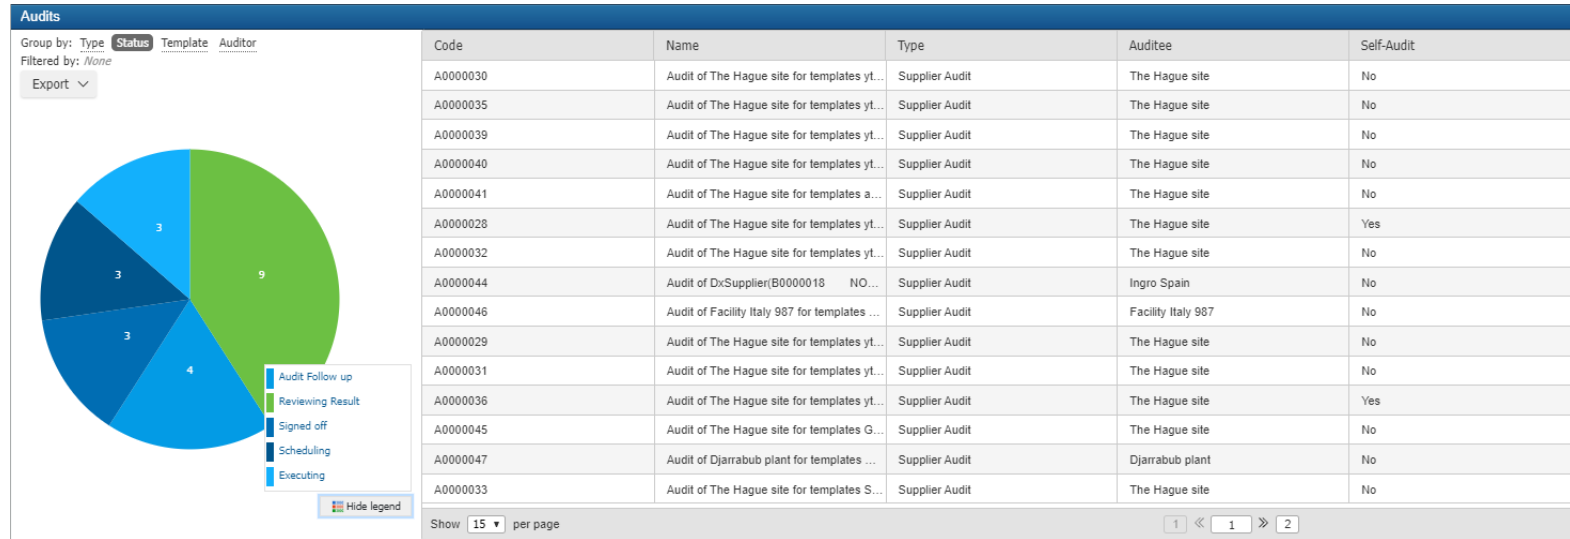 Audits
Group by: Type Status Template Auditor
Filtered by: None
Export
3
3
9
3
4
Audit Follow up
Reviewing Result
Signed off
Scheduling
Executing
Hide legend
Code Name Type Auditee Self-Audit
A0000030 Audit of The Hague site for templates yt... Supplier Audit The Hague site No
A0000035 Audit of The Hague site for templates yt... Supplier Audit The Hague site No
A0000039 Audit of The Hague site for templates yt... Supplier Audit The Hague site No
A0000040 Audit of The Hague site for templates yt... Supplier Audit The Hague site No
A0000041 Audit of The Hague site for templates a... Supplier Audit The Hague site No
A0000028 Audit of The Hague site for templates yt... Supplier Audit The Hague site Yes
A0000032 Audit of The Hague site for templates yt... Supplier Audit The Hague site No
A0000044 Audit of DxSupplier(B0000018 NO... Supplier Audit Ingro Spain No
A0000046 Audit of Facility Italy 987 for templates ... Supplier Audit Facility Italy 987 No
A0000029 Audit of The Hague site for templates yt... Supplier Audit The Hague site No
A0000031 Audit of The Hague site for templates yt... Supplier Audit The Hague site No
A0000036 Audit of The Hague site for templates yt... Supplier Audit The Hague site Yes
A0000045 Audit of The Hague site for templates G... Supplier Audit The Hague site No
A0000047 Audit of Djarrabub plant for templates ... Supplier Audit Djarrabub plant No
A0000033 Audit of The Hague site for templates S... Supplier Audit The Hague site No
Show 15 per page 1 « 1 » 2